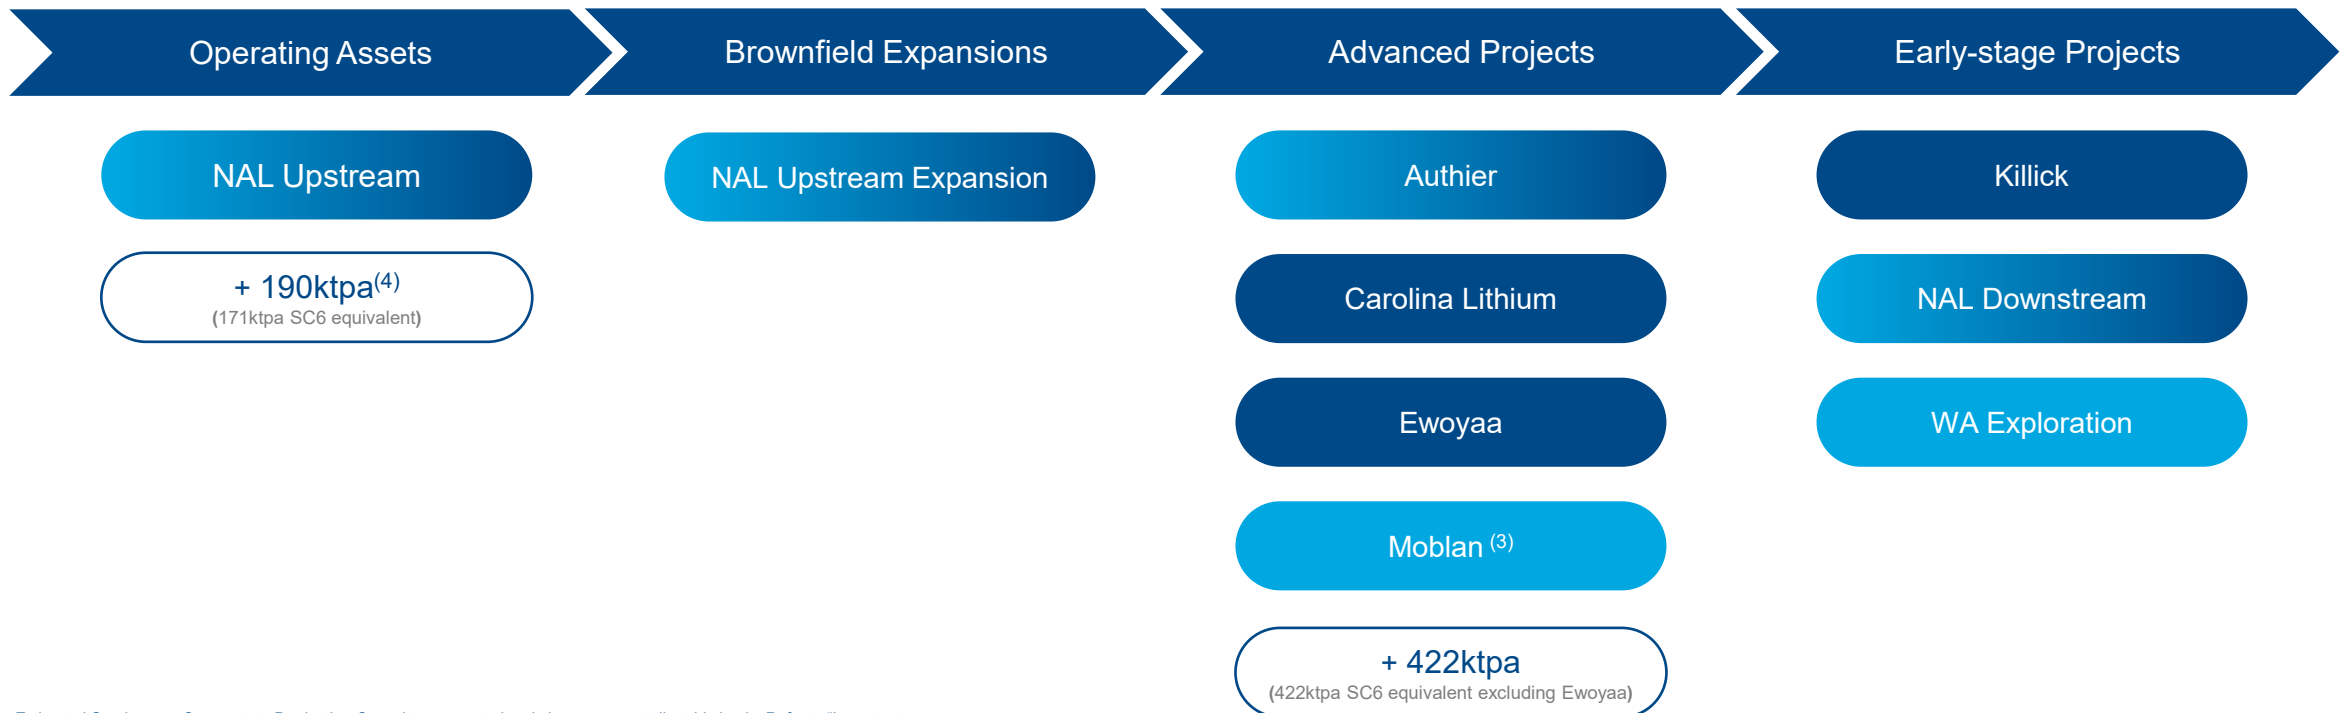 Operating Assets
Brownfield Expansions
Advanced Projects
Early-stage Projects
NAL Upstream
+ 190ktpa(4)
(171ktpa SC6 equivalent)
NAL Upstream Expansion
Authier
Carolina Lithium
Ewoyaa
Moblan (3)
+ 422ktpa
(422ktpa SC6 equivalent excluding Ewoyaa)
Killick
NAL Downstream
WA Exploration